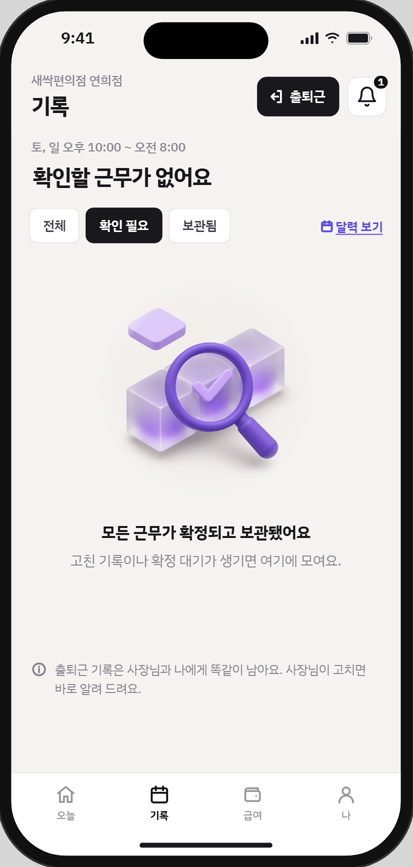 9:41
새싹편의점 연희점
기록
출퇴근
1
토, 일 오후 10:00 ~ 오전 8:00
확인할 근무가 없어요
전체
확인 필요
보관됨
달력 보기
모든 근무가 확정되고 보관됐어요
고친 기록이나 확정 대기가 생기면 여기에 모여요.
출퇴근 기록은 사장님과 나에게 똑같이 남아요. 사장님이 고치면
바로 알려 드려요.
오늘
기록
급여
나